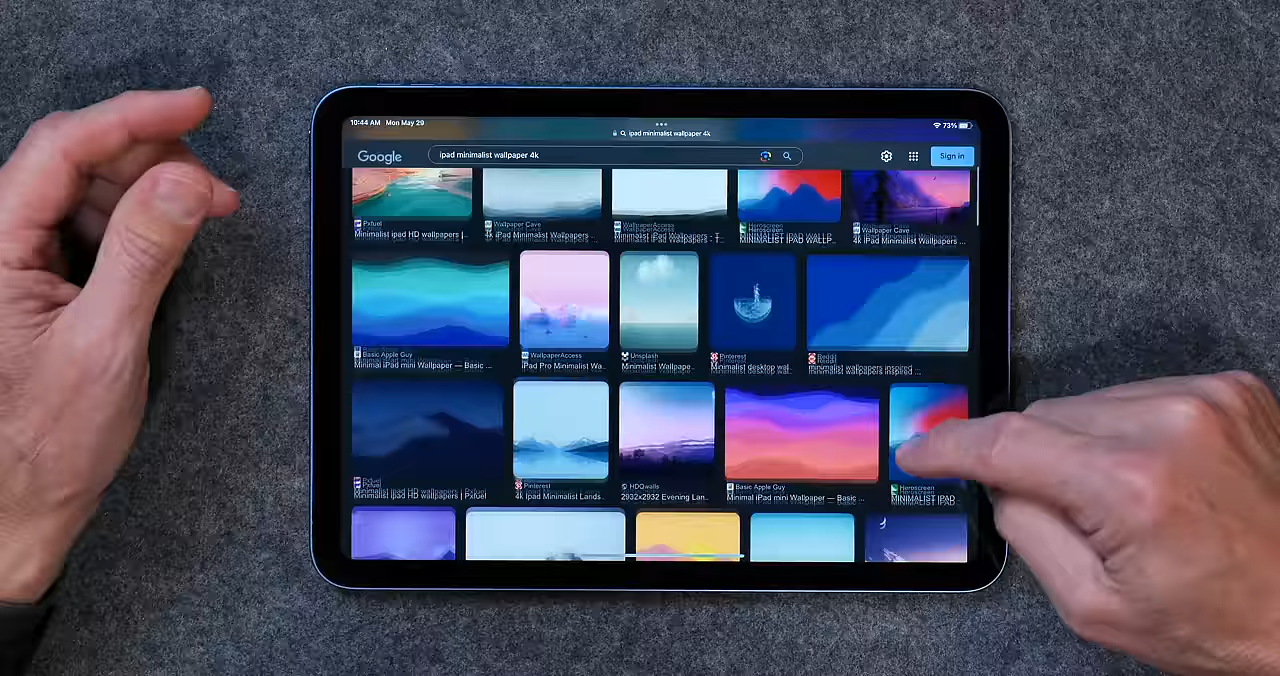 10:44 AM Mon May 29
73%
ipad minimalist wallpaper 4k
Google
ipad minimalist wallpaper 4k
Sign in
Pxfuel
Minimalist ipad HD wallpapers |
Wallpaper Cave
4k iPad Minimalist Wallpapers ...
WallpaperAccess
Minimalist iPad Wallpapers : T...
Heroscreen
MINIMALIST IPAD WALLP...
Wallpaper Cave
4k iPad Minimalist Wallpapers ...
Basic Apple Guy
Minimal iPad mini Wallpaper — Basic ...
WallpaperAccess
iPad Pro Minimalist Wa..
Unsplash
Minimalist Wallpape..
Pinterest
Minimalist desktop wal..
Reddit
minimalist wallpapers inspired ...
Pxfuel
Minimalist ipad HD wallpapers | Pxfuel
Pinterest
4k Ipad Minimalist Lands..
HDQwalls
2932x2932 Evening Lan..
Basic Apple Guy
Minimal iPad mini Wallpaper — Basic ...
Heroscreen
MINIMALIST IPAD..